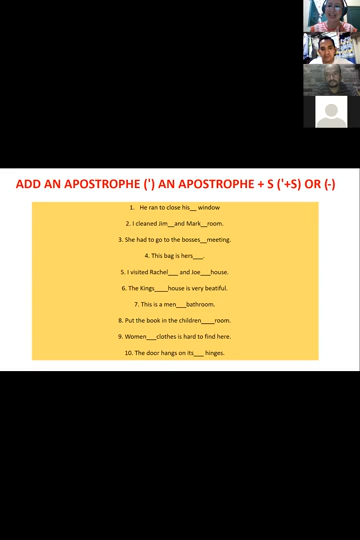 ADD AN APOSTROPHE (') AN APOSTROPHE + S ('+S) OR (-)
1. He ran to close his__ window
2. I cleaned Jim__and Mark__room.
3. She had to go to the bosses__meeting.
4. This bag is hers___.
5. I visited Rachel___ and Joe___house.
6. The Kings____house is very beatiful.
7. This is a men___bathroom.
8. Put the book in the children____room.
9. Women___clothes is hard to find here.
10. The door hangs on its___ hinges.